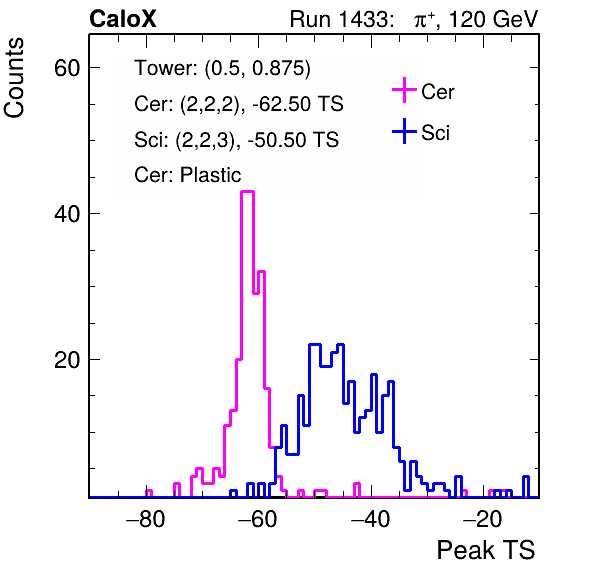 CaloX Run 1433: π⁺, 120 GeV
Counts
Tower: (0.5, 0.875)
Cer: (2,2,2), -62.50 TS
Sci: (2,2,3), -50.50 TS
Cer: Plastic
Cer
Sci
60
40
20
−80 −60 −40 −20
Peak TS